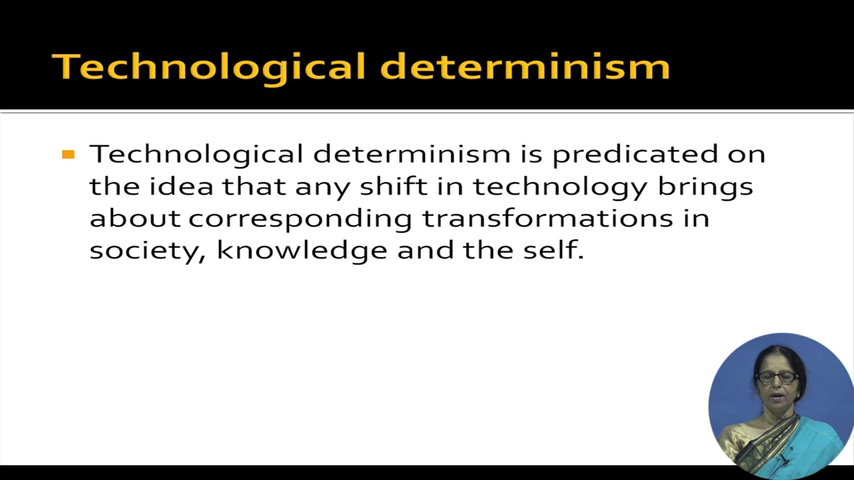 Technological determinism
Technological determinism is predicated on
the idea that any shift in technology brings
about corresponding transformations in
society, knowledge and the self.